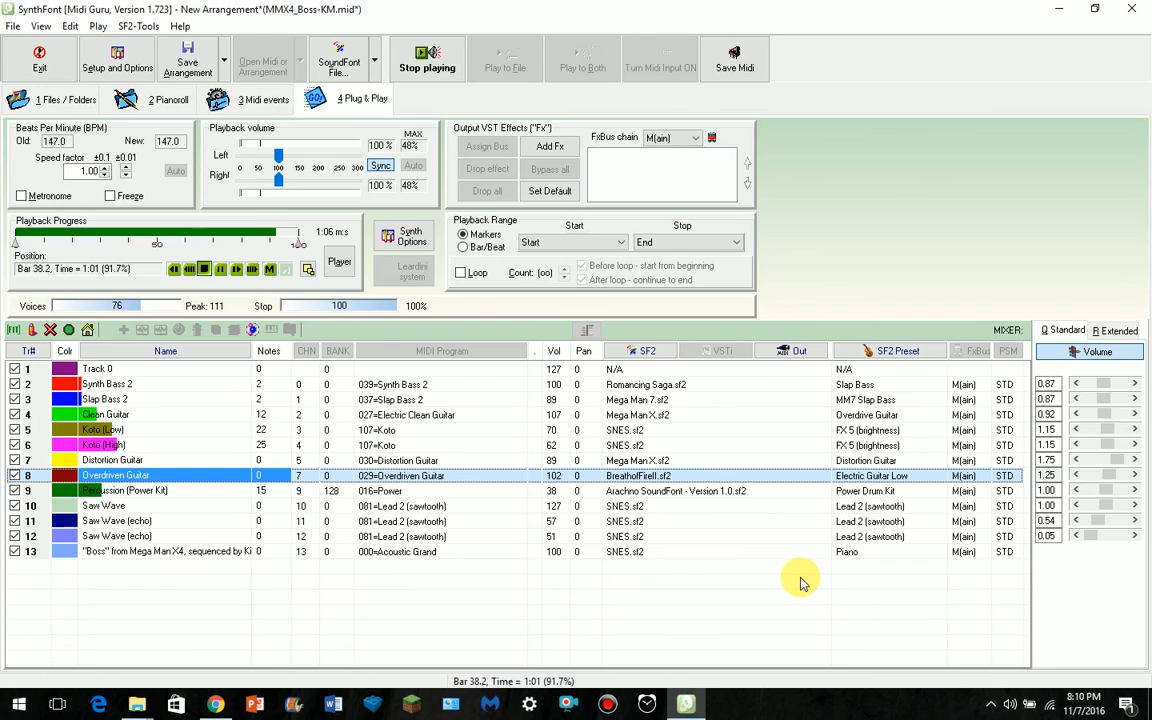 SynthFont [Midi Guru, Version 1.723] - New Arrangement*(MMX4_Boss-KM.mid*)
File View Edit Play SF2-Tools Help
Exit Setup and Options Save Arrangement Open Midi or Arrangement SoundFont File... Stop playing Play to File Play to Both Turn Midi Input ON Save Midi
1 Files / Folders 2 Pianoroll 3 Midi events 4 Plug & Play
Beats Per Minute (BPM) Playback volume MAX Output VST Effects ("Fx")
Old: 147.0 New: 147.0 Left 100 % 48% Assign Bus Add Fx FxBus chain M(ain)
Speed factor ±0.1 ±0.01 0 50 100 150 200 250 300 Sync Auto Drop effect Bypass all
1.00 Auto Right 100 % 48% Drop all Set Default
Metronome Freeze
Playback Progress 1:06 m:s Synth Options Playback Range
0 50 100 Start Stop
Markers Start End
Position: Bar/Beat
Bar 38.2, Time = 1:01 (91.7%) M Player Leardini system Loop Count: (oo) Before loop - start from beginning
After loop - continue to end
Voices 76 Peak: 111 Stop 100 100%
MIXER: Q Standard R Extended
Tr# Colr Name Notes CHN BANK MIDI Program . Vol Pan SF2 VSTi Out SF2 Preset FxBus PSM Volume
1 Track 0 0 0 127 0 N/A N/A
2 Synth Bass 2 2 0 0 039=Synth Bass 2 100 0 Romancing Saga.sf2 Slap Bass M(ain) STD 0.87
3 Slap Bass 2 2 1 0 037=Slap Bass 2 89 0 Mega Man 7.sf2 MM7 Slap Bass M(ain) STD 0.87
4 Clean Guitar 12 2 0 027=Electric Clean Guitar 107 0 Mega Man X.sf2 Overdrive Guitar M(ain) STD 0.92
5 Koto (Low) 22 3 0 107=Koto 70 0 SNES.sf2 FX 5 (brightness) M(ain) STD 1.15
6 Koto (High) 25 4 0 107=Koto 62 0 SNES.sf2 FX 5 (brightness) M(ain) STD 1.15
7 Distortion Guitar 0 5 0 030=Distortion Guitar 89 0 Mega Man X.sf2 Distortion Guitar M(ain) STD 1.75
8 Overdriven Guitar 0 7 0 029=Overdriven Guitar 102 0 BreathofFireII.sf2 Electric Guitar Low M(ain) STD 1.25
9 Percussion (Power Kit) 15 9 128 016=Power 38 0 Arachno SoundFont - Version 1.0.sf2 Power Drum Kit M(ain) STD 1.00
10 Saw Wave 0 10 0 081=Lead 2 (sawtooth) 127 0 SNES.sf2 Lead 2 (sawtooth) M(ain) STD 1.00
11 Saw Wave (echo) 0 11 0 081=Lead 2 (sawtooth) 57 0 SNES.sf2 Lead 2 (sawtooth) M(ain) STD 0.54
12 Saw Wave (echo) 0 12 0 081=Lead 2 (sawtooth) 51 0 SNES.sf2 Lead 2 (sawtooth) M(ain) STD 0.05
13 "Boss" from Mega Man X4, sequenced by Ki 0 13 0 000=Acoustic Grand 100 0 SNES.sf2 Piano M(ain) STD
Bar 38.2, Time = 1:01 (91.7%)
8:10 PM
11/7/2016